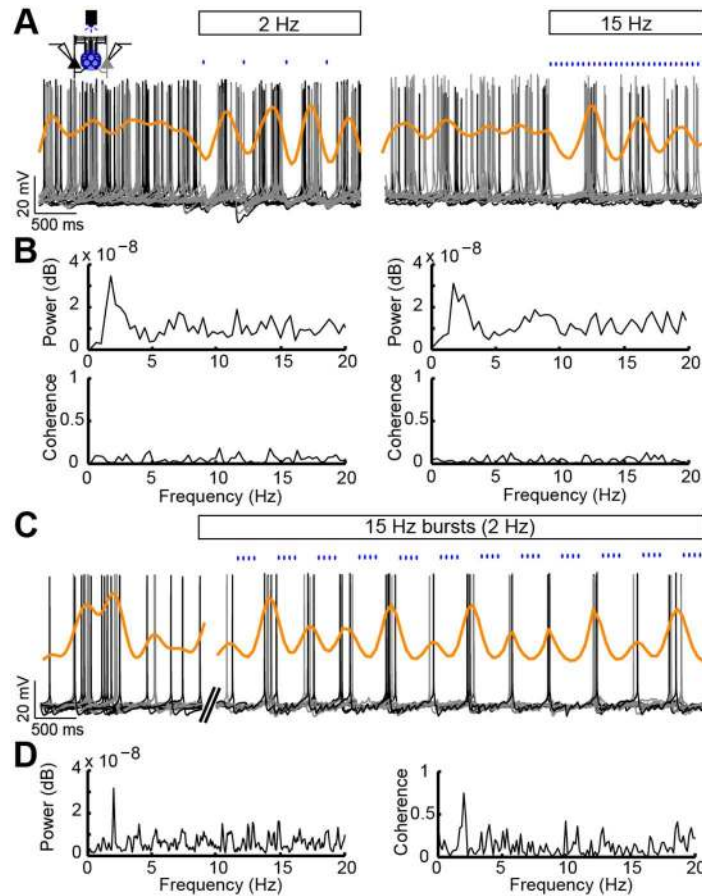 A
2 Hz
15 Hz
20 mV
500 ms
B
4 x 10⁻⁸
2
0
Power (dB)
0 5 10 15 20
4 x 10⁻⁸
2
0
Power (dB)
0 5 10 15 20
1
0.5
0
Coherence
0 5 10 15 20
Frequency (Hz)
1
0.5
0
Coherence
0 5 10 15 20
Frequency (Hz)
C
15 Hz bursts (2 Hz)
20 mV
500 ms
D
4 x 10⁻⁸
2
0
Power (dB)
0 5 10 15 20
Frequency (Hz)
1
0.5
0
Coherence
0 5 10 15 20
Frequency (Hz)